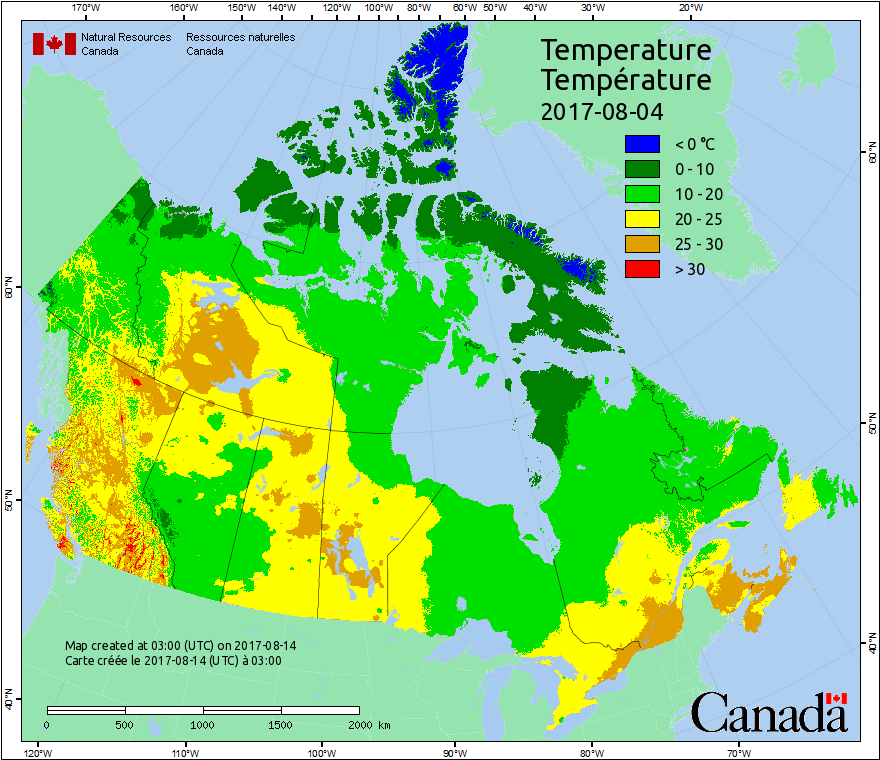 170°W 160°W 150°W 140°W 130°W 120°W 110°W 100°W 90°W 80°W 70°W 60°W 50°W 40°W 30°W 20°W
Natural Resources Canada
Ressources naturelles Canada
Temperature
Température
2017-08-04
< 0 °C
0 - 10
10 - 20
20 - 25
25 - 30
> 30
60°N
60°N
50°N
50°N
40°N
40°N
Map created at 03:00 (UTC) on 2017-08-14
Carte créée le 2017-08-14 (UTC) à 03:00
0 500 1000 1500 2000 km
Canada
120°W 110°W 100°W 90°W 80°W 70°W